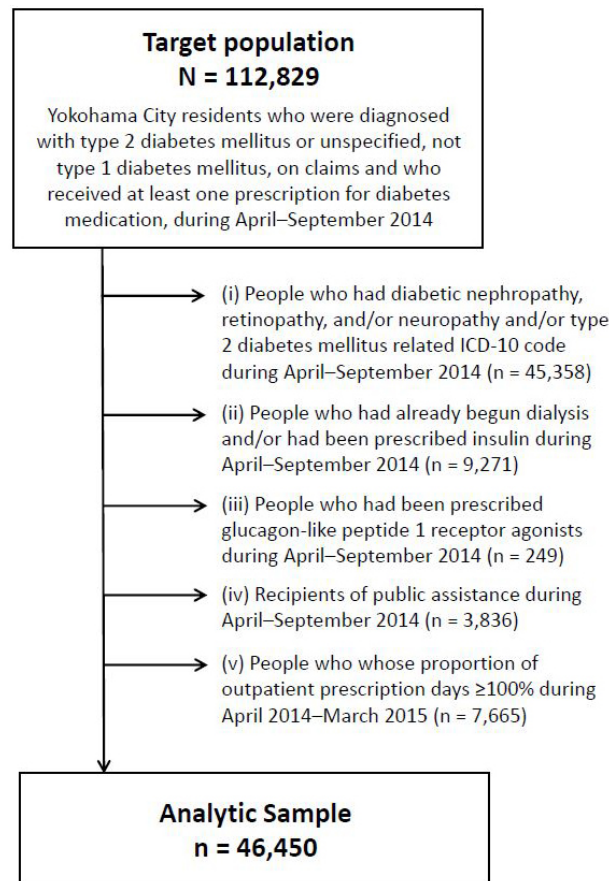 Target population
N = 112,829
Yokohama City residents who were diagnosed
with type 2 diabetes mellitus or unspecified, not
type 1 diabetes mellitus, on claims and who
received at least one prescription for diabetes
medication, during April–September 2014
(i) People who had diabetic nephropathy,
retinopathy, and/or neuropathy and/or type
2 diabetes mellitus related ICD-10 code
during April–September 2014 (n = 45,358)
(ii) People who had already begun dialysis
and/or had been prescribed insulin during
April–September 2014 (n = 9,271)
(iii) People who had been prescribed
glucagon-like peptide 1 receptor agonists
during April–September 2014 (n = 249)
(iv) Recipients of public assistance during
April–September 2014 (n = 3,836)
(v) People who whose proportion of
outpatient prescription days ≥100% during
April 2014–March 2015 (n = 7,665)
Analytic Sample
n = 46,450